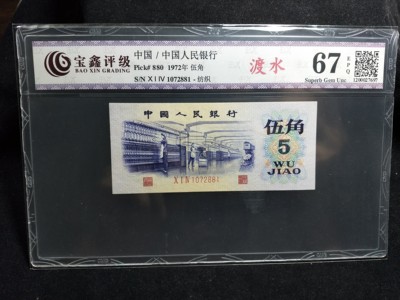 宝鑫评级
BAO XIN GRADING
中国 / 中国人民银行
Pick# 880 1972年 伍角
S/N X I IV 1072881 - 纺织
渡水
67
EPQ
Superb Gem Unc
中國人民銀行
伍角
5
WU
JIAO
X I IV 1072881